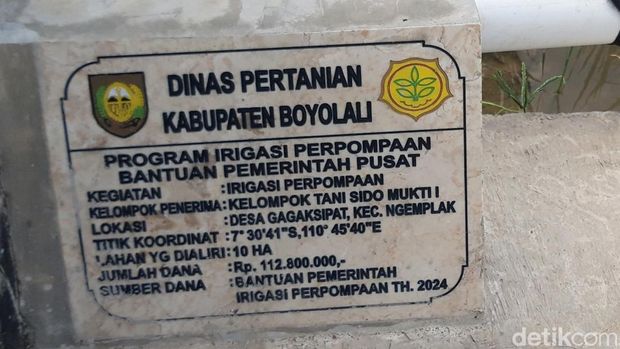 DINAS PERTANIAN
KABUPATEN BOYOLALI
PROGRAM IRIGASI PERPOMPAAN
BANTUAN PEMERINTAH PUSAT
KEGIATAN : IRIGASI PERPOMPAAN
KELOMPOK PENERIMA : KELOMPOK TANI SIDO MUKTI I
LOKASI : DESA GAGAKSIPAT, KEC. NGEMPLAK
TITIK KOORDINAT : 7° 30'41"S,110° 45'40"E
LAHAN YG DIALIRI : 10 HA
JUMLAH DANA : Rp. 112.800.000,-
SUMBER DANA : BANTUAN PEMERINTAH
IRIGASI PERPOMPAAN TH. 2024
detikcom